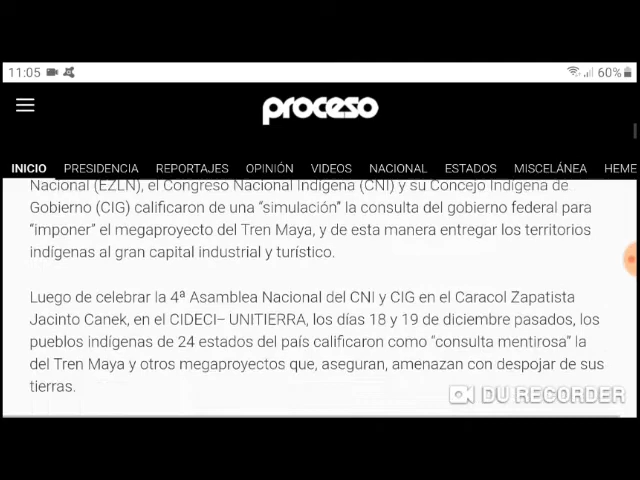 11:05
60%
proceso
INICIO PRESIDENCIA REPORTAJES OPINIÓN VIDEOS NACIONAL ESTADOS MISCELÁNEA HEME
Nacional (EZLN), el Congreso Nacional Indígena (CNI) y su Concejo Indígena de
Gobierno (CIG) calificaron de una “simulación” la consulta del gobierno federal para
“imponer” el megaproyecto del Tren Maya, y de esta manera entregar los territorios
indígenas al gran capital industrial y turístico.
Luego de celebrar la 4ª Asamblea Nacional del CNI y CIG en el Caracol Zapatista
Jacinto Canek, en el CIDECI– UNITIERRA, los días 18 y 19 de diciembre pasados, los
pueblos indígenas de 24 estados del país calificaron como “consulta mentirosa” la
del Tren Maya y otros megaproyectos que, aseguran, amenazan con despojar de sus
tierras.
DU RECORDER